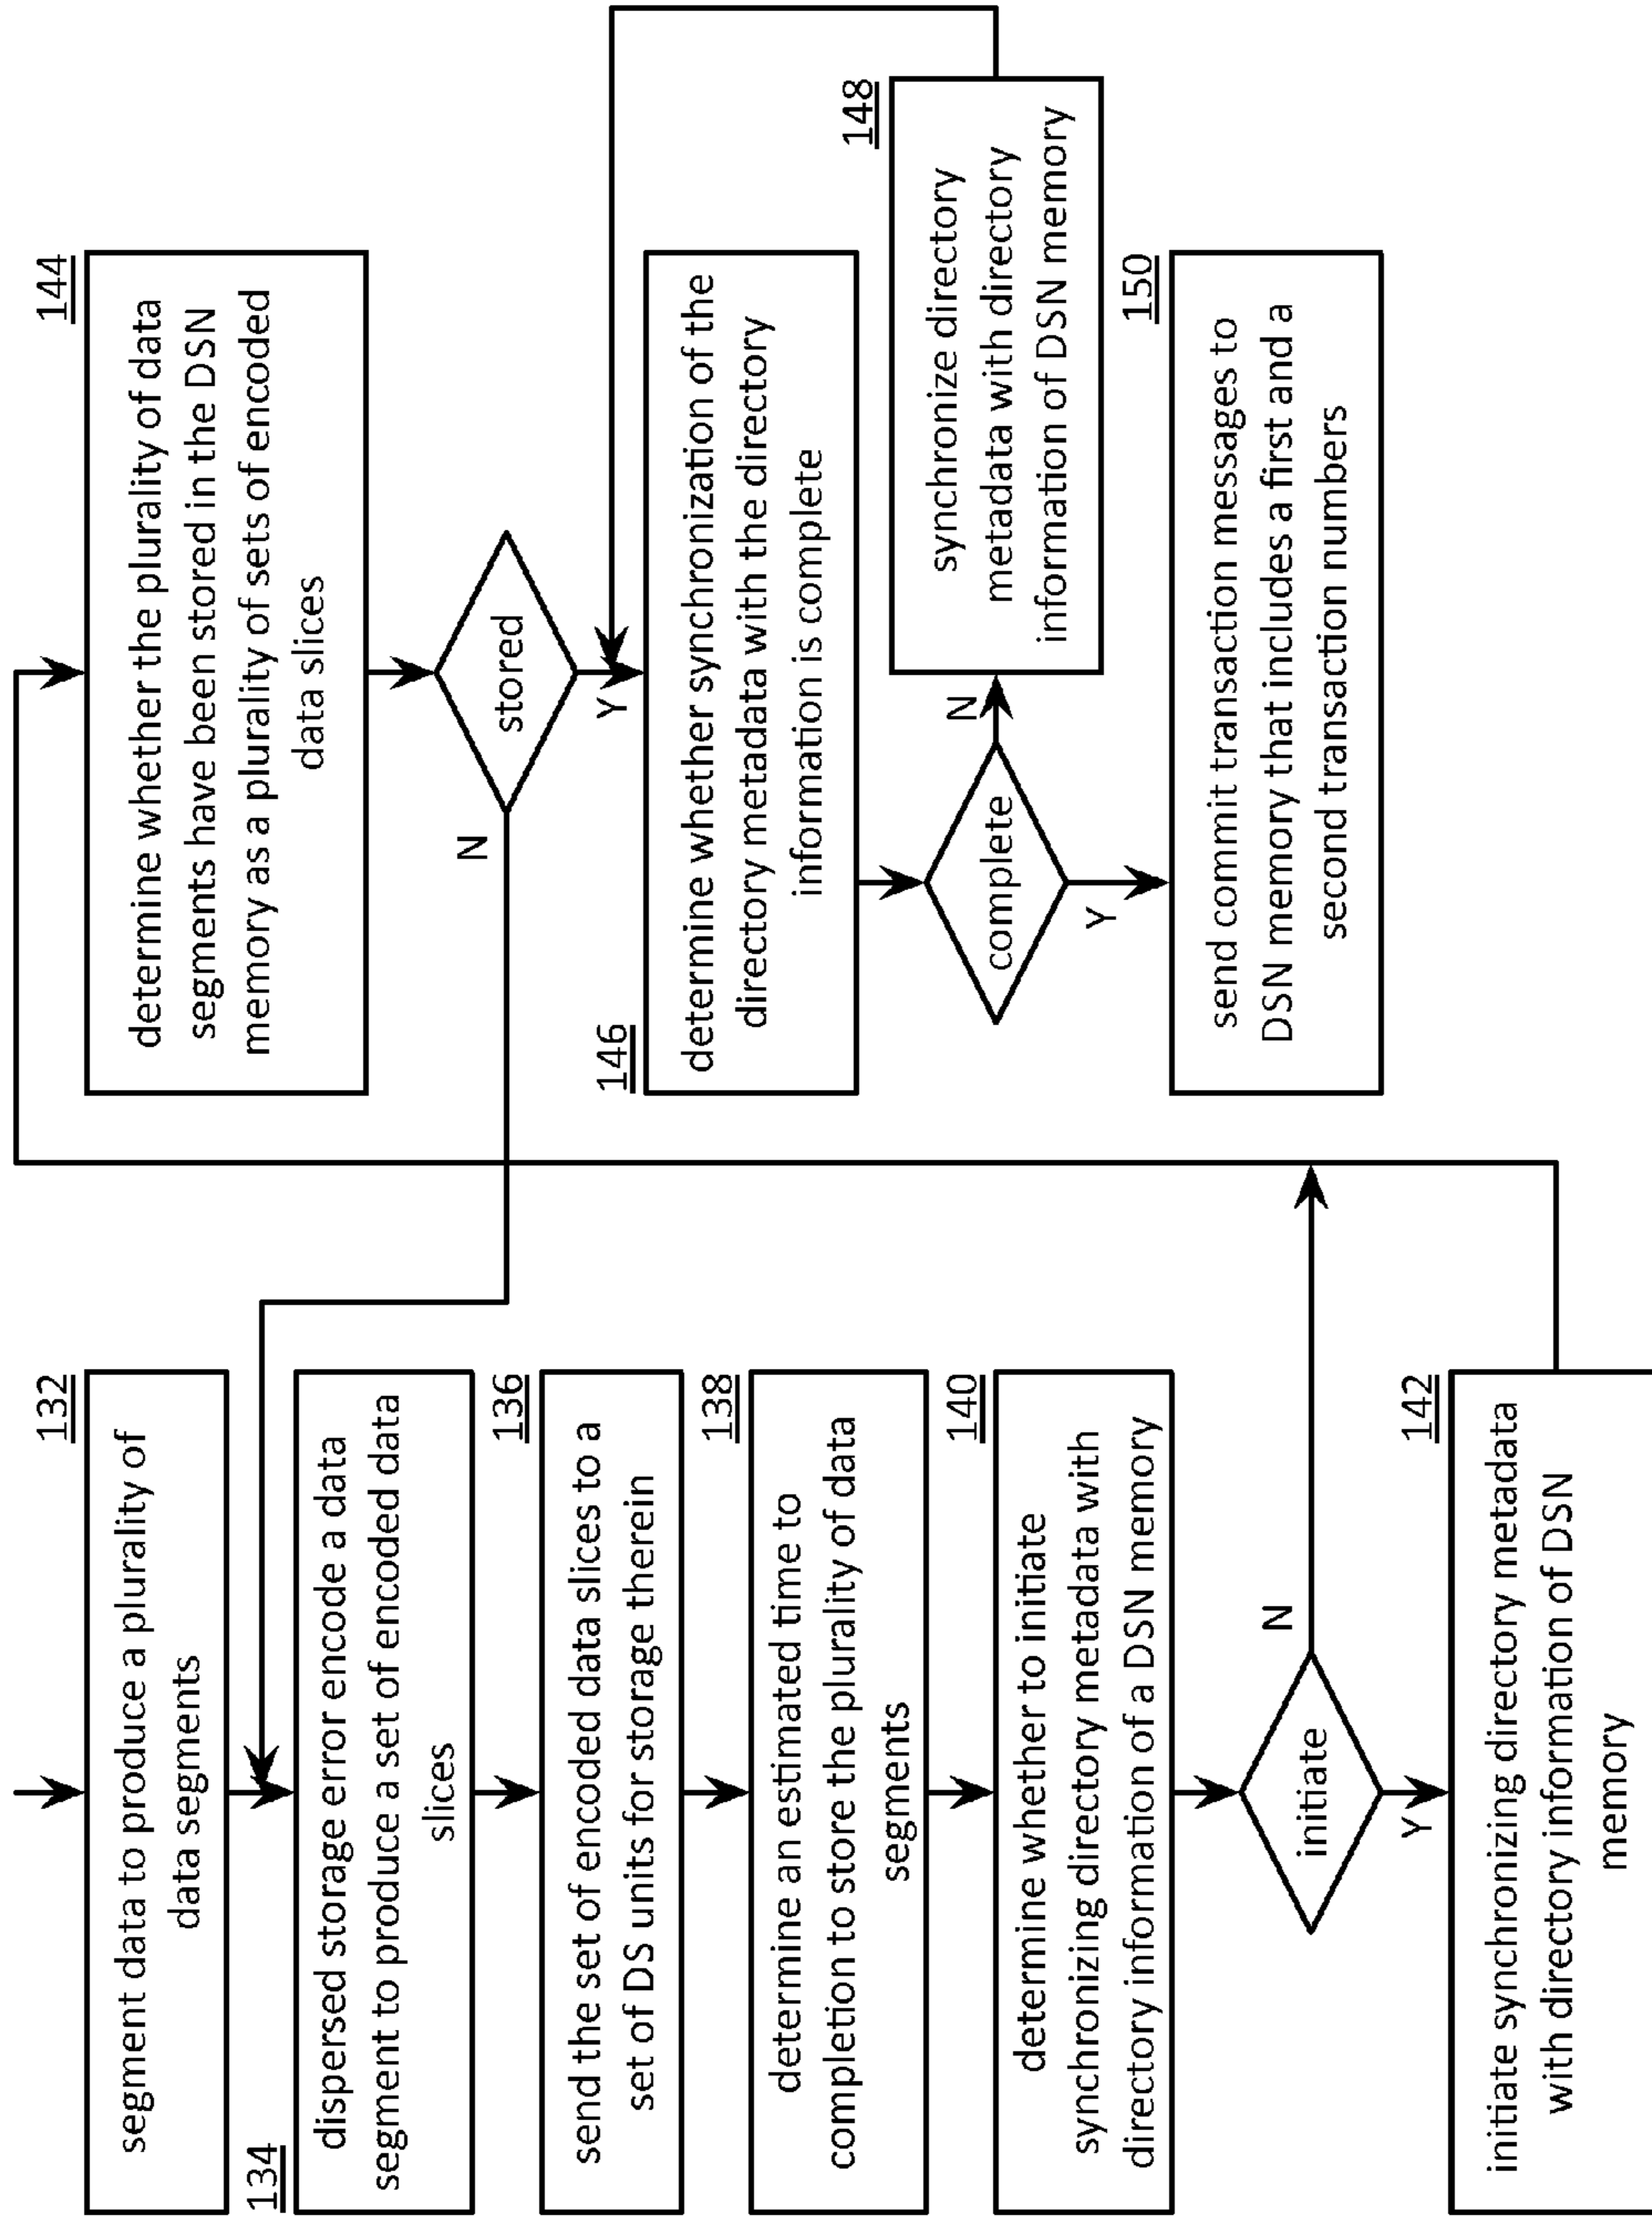 132
segment data to produce a plurality of
data segments
134
dispersed storage error encode a data
segment to produce a set of encoded data
slices
136
send the set of encoded data slices to a
set of DS units for storage therein
138
determine an estimated time to
completion to store the plurality of data
segments
140
determine whether to initiate
synchronizing directory metadata with
directory information of a DSN memory
initiate
N
Y
142
initiate synchronizing directory metadata
with directory information of DSN
memory
144
determine whether the plurality of data
segments have been stored in the DSN
memory as a plurality of sets of encoded
data slices
stored
N
Y
146
determine whether synchronization of the
directory metadata with the directory
information is complete
complete
N
Y
148
synchronize directory
metadata with directory
information of DSN memory
150
send commit transaction messages to
DSN memory that includes a first and a
second transaction numbers